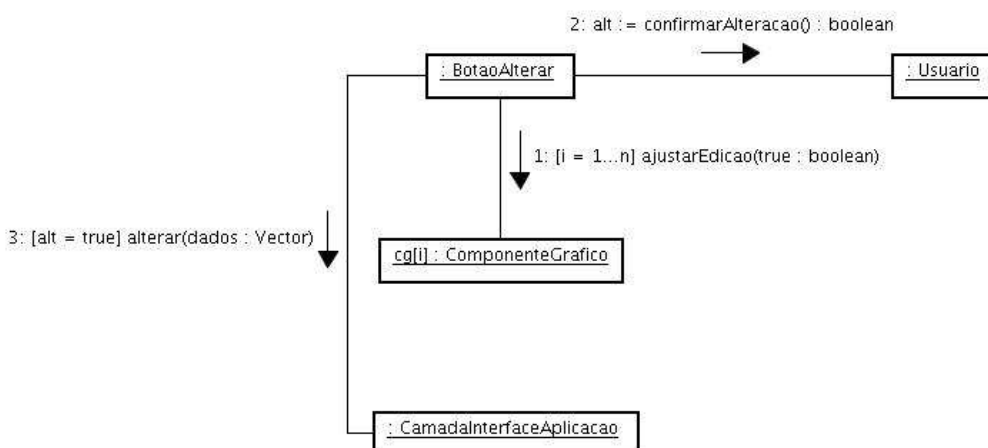 2: alt := confirmarAlteracao() : boolean
: BotaoAlterar
: Usuario
1: [i = 1...n] ajustarEdicao(true : boolean)
3: [alt = true] alterar(dados : Vector)
cg[i] : ComponenteGrafico
: CamadaInterfaceAplicacao